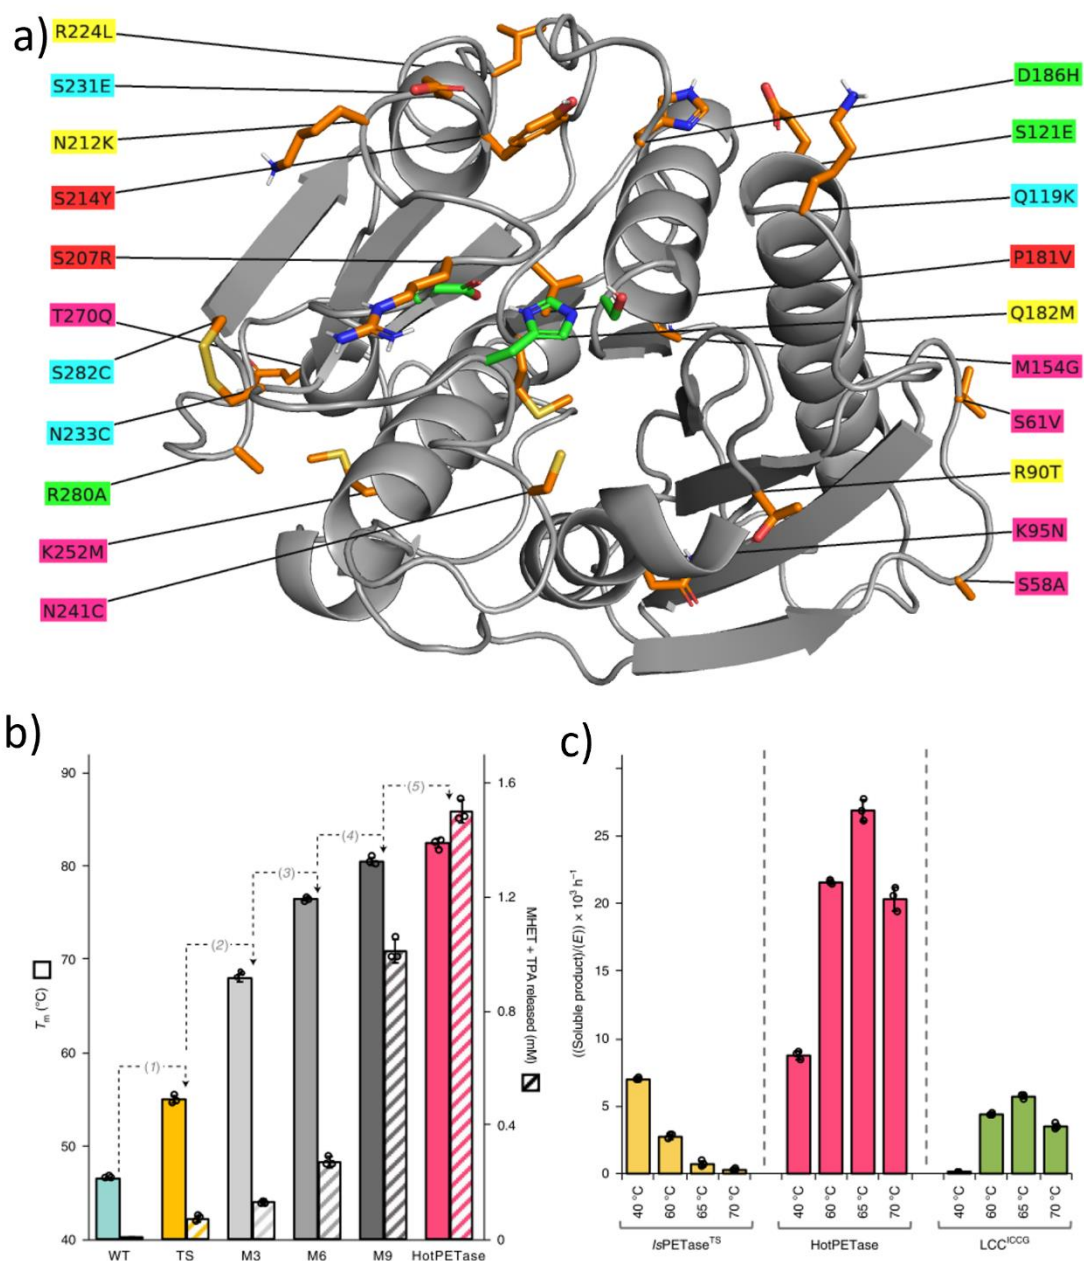 a)
R224L
S231E
N212K
S214Y
S207R
T270Q
S282C
N233C
R280A
K252M
N241C
D186H
S121E
Q119K
P181V
Q182M
M154G
S61V
R90T
K95N
S58A
b)
90
80
70
60
50
40
Tm (°C)
(1)
(2)
(3)
(4)
(5)
1.6
1.2
0.8
0.4
0
MHET + TPA released (mM)
WT TS M3 M6 M9 HotPETase
c)
((Soluble product)/(E)) × 10³ h⁻¹
25
20
15
10
5
0
40 °C 60 °C 65 °C 70 °C 40 °C 60 °C 65 °C 70 °C 40 °C 60 °C 65 °C 70 °C
IsPETaseᵀˢ HotPETase LCCᴵᶜᶜᴳ